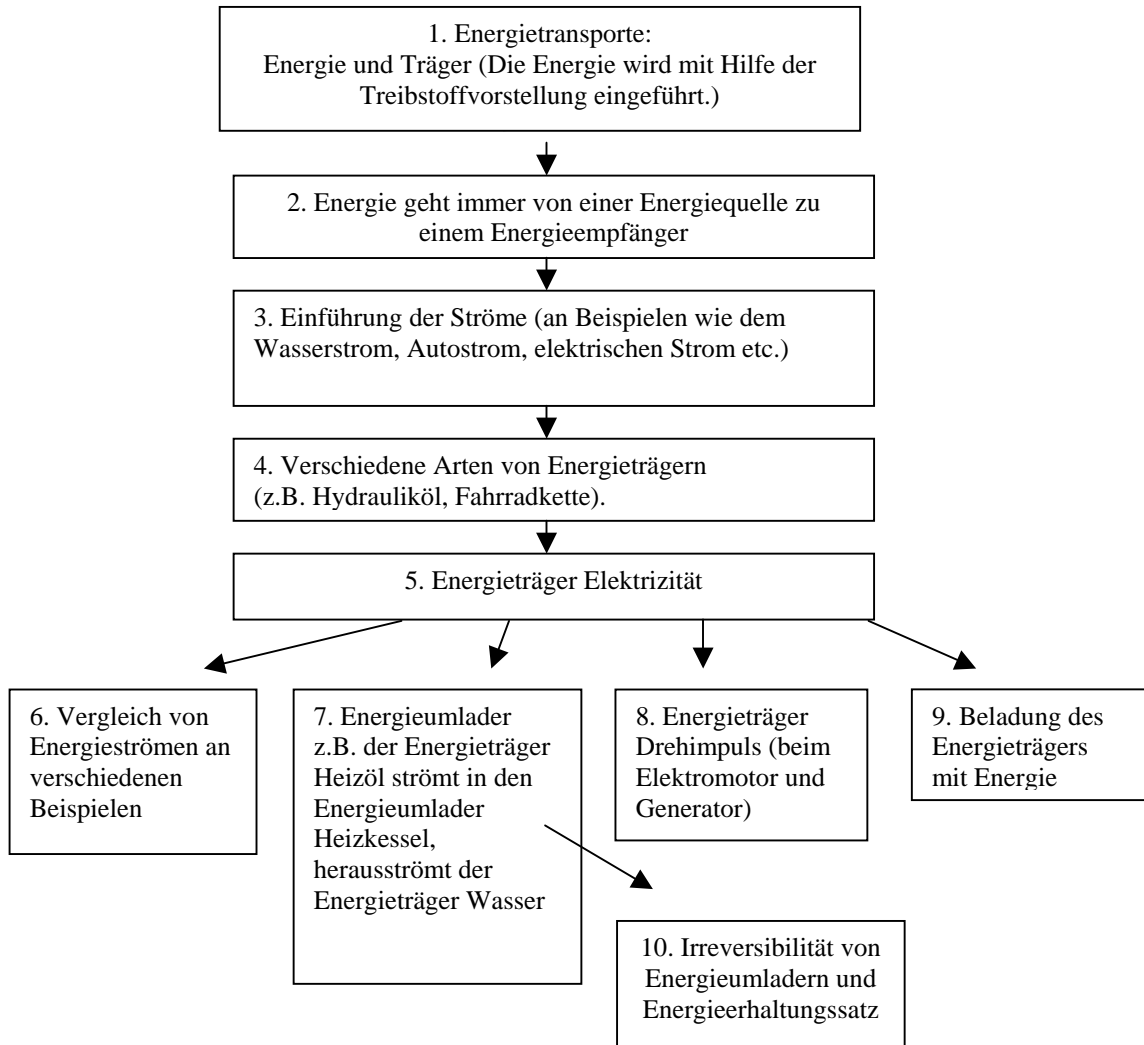 1. Energietransporte:
Energie und Träger (Die Energie wird mit Hilfe der
Treibstoffvorstellung eingeführt.)
2. Energie geht immer von einer Energiequelle zu
einem Energieempfänger
3. Einführung der Ströme (an Beispielen wie dem
Wasserstrom, Autostrom, elektrischen Strom etc.)
4. Verschiedene Arten von Energieträgern
(z.B. Hydrauliköl, Fahrradkette).
5. Energieträger Elektrizität
6. Vergleich von
Energieströmen an
verschiedenen
Beispielen
7. Energieumlader
z.B. der Energieträger
Heizöl strömt in den
Energieumlader
Heizkessel,
herausströmt der
Energieträger Wasser
8. Energieträger
Drehimpuls (beim
Elektromotor und
Generator)
9. Beladung des
Energieträgers
mit Energie
10. Irreversibilität von
Energieumladern und
Energieerhaltungssatz